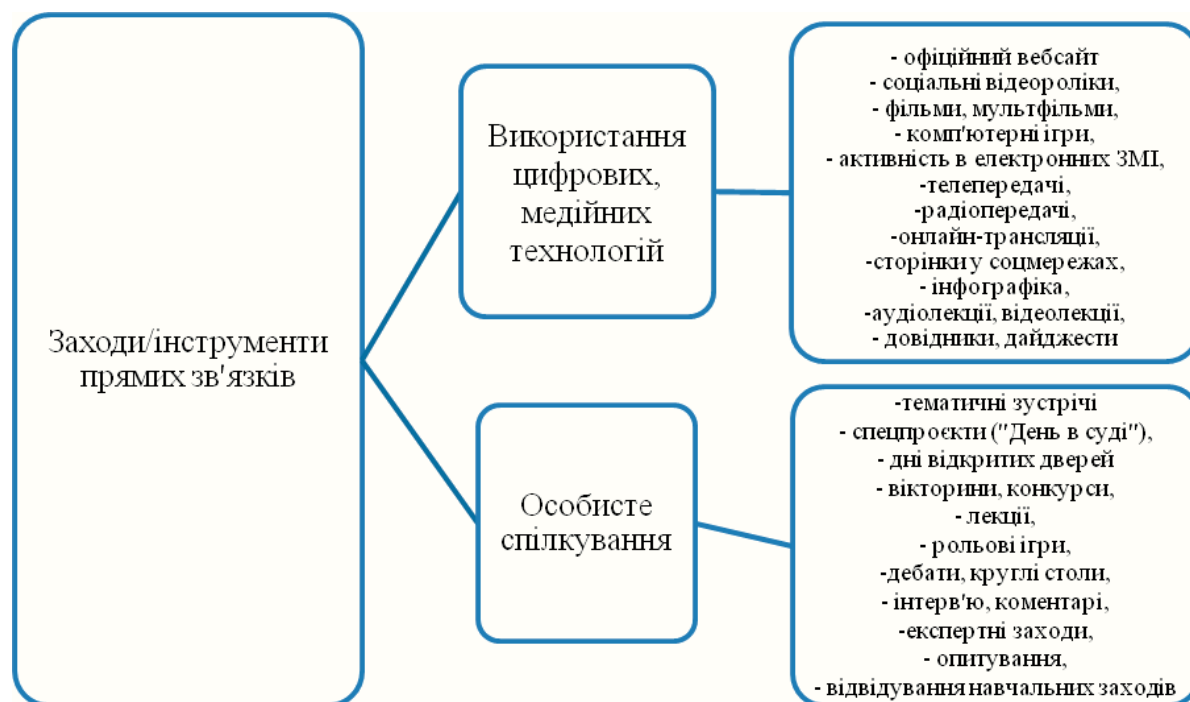 Заходи/інструменти
прямих зв'язків
Використання
цифрових,
медійних
технологій
- офіційний вебсайт
- соціальні відеороліки,
- фільми, мультфільми,
- комп'ютерні ігри,
- активність в електронних ЗМІ,
-телепередачі,
-радіопередачі,
-онлайн-трансляції,
-сторінки у соцмережах,
- інфографіка,
-аудіолекції, відеолекції,
- довідники, дайджести
Особисте
спілкування
-тематичні зустрічі
- спецпроєкти ("День в суді"),
- дні відкритих дверей
- вікторини, конкурси,
- лекції,
- рольові ігри,
-дебати, круглі столи,
- інтерв'ю, коментарі,
-експертні заходи,
- опитування,
- відвідування навчальних заходів